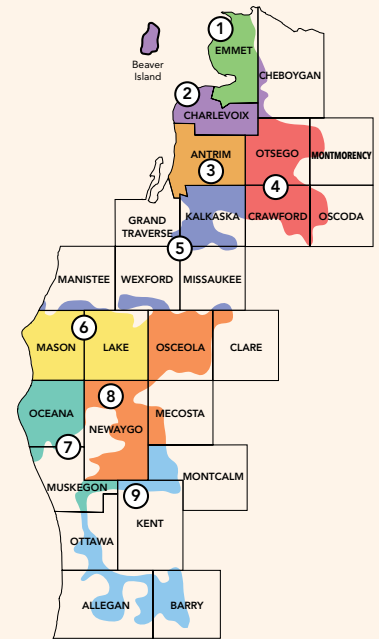 1
EMMET
Beaver
Island
CHEBOYGAN
2
CHARLEVOIX
ANTRIM
OTSEGO
MONTMORENCY
3
4
KALKASKA
CRAWFORD
OSCODA
GRAND
TRAVERSE
5
MANISTEE
WEXFORD
MISSAUKEE
6
MASON
LAKE
OSCEOLA
CLARE
8
OCEANA
NEWAYGO
MECOSTA
7
MONTCALM
MUSKEGON
9
KENT
OTTAWA
ALLEGAN
BARRY